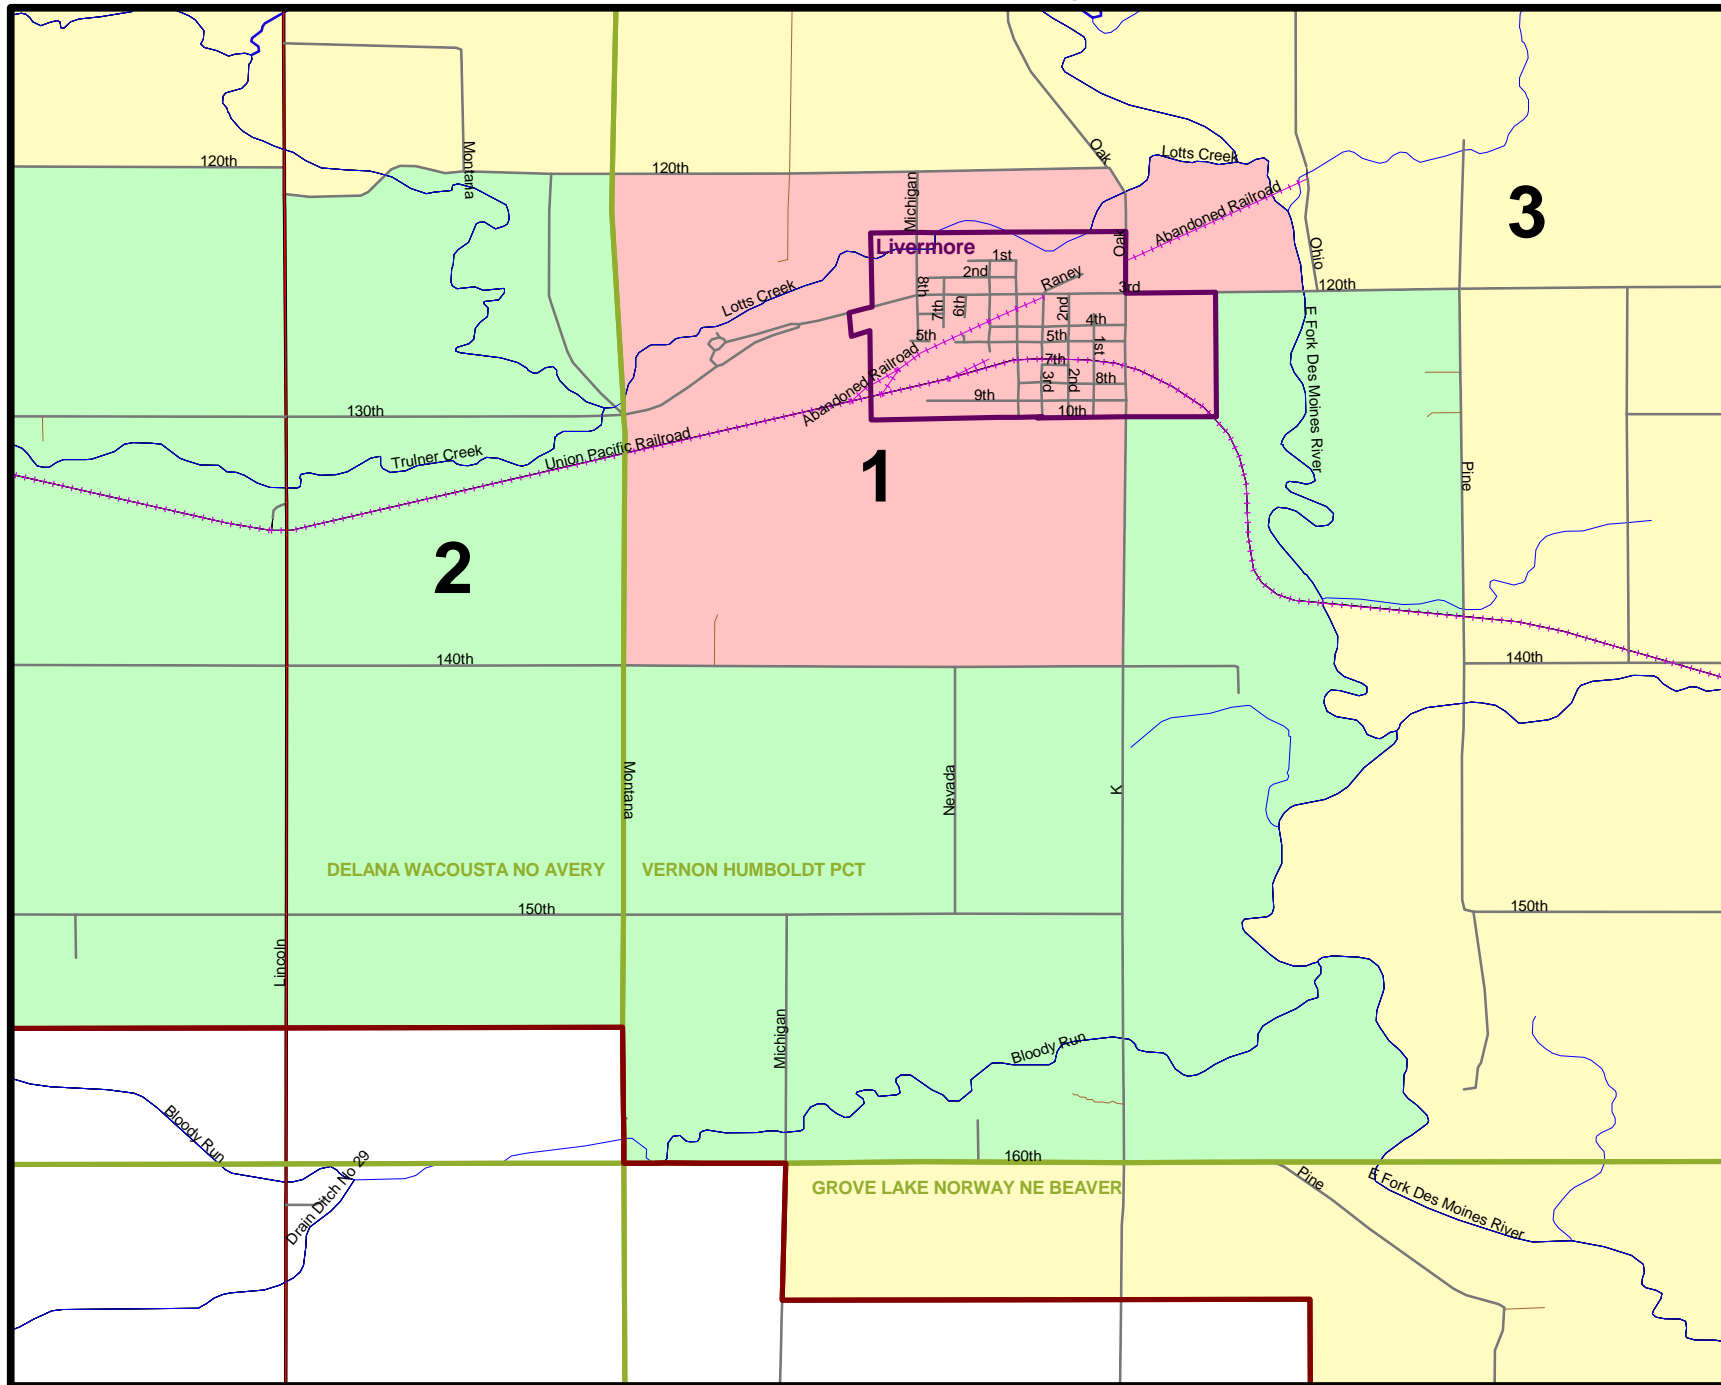 Oak
Lotts Creek
120th
Montana
120th
Michigan
Abandoned Railroad
3
Livermore
Oak
Ohio
1st
2nd
Raney
8th
3rd
120th
Lotts Creek
7th
6th
2nd
4th
E Fork Des Moines River
5th
5th
1st
Abandoned Railroad
7th
3rd
2nd
8th
9th
10th
130th
Union Pacific Railroad
Trulner Creek
1
Pine
2
140th
140th
Montana
Nevada
K
DELANA WACOUSTA NO AVERY
VERNON HUMBOLDT PCT
150th
150th
Lincoln
Michigan
Bloody Run
Bloody Run
160th
Drain Ditch No 29
GROVE LAKE NORWAY NE BEAVER
Pine
E Fork Des Moines River